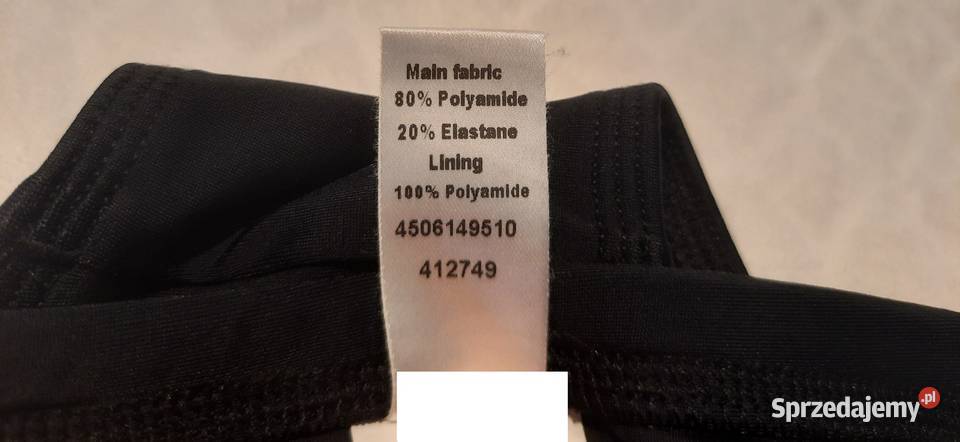 Main fabric
80% Polyamide
20% Elastane
Lining
100% Polyamide
4506149510
412749
Sprzedajemy.pl